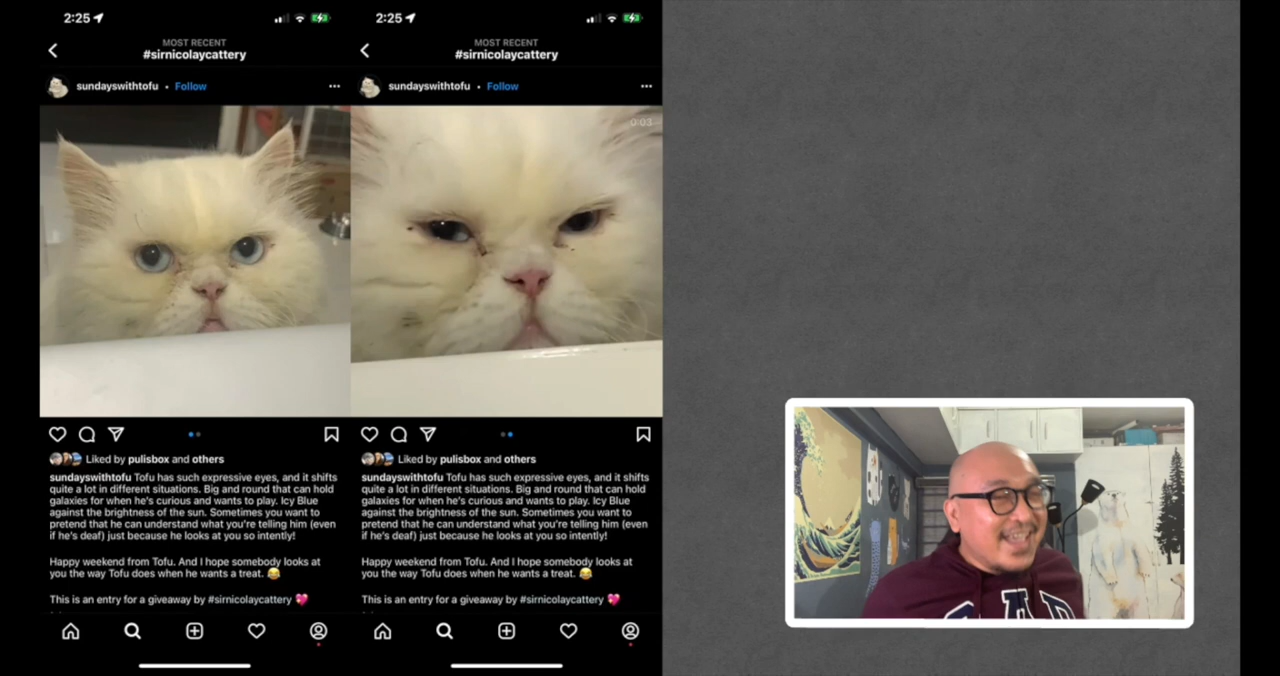 2:25
MOST RECENT
#sirnicolaycattery
sundayswithtofu • Follow
Liked by pulisbox and others
sundayswithtofu Tofu has such expressive eyes, and it shifts
quite a lot in different situations. Big and round that can hold
galaxies for when he's curious and wants to play. Icy Blue
against the brightness of the sun. Sometimes you want to
pretend that he can understand what you're telling him (even
if he's deaf) just because he looks at you so intently!
Happy weekend from Tofu. And I hope somebody looks at
you the way Tofu does when he wants a treat. 😂
This is an entry for a giveaway by #sirnicolaycattery 💖
2:25
MOST RECENT
#sirnicolaycattery
sundayswithtofu • Follow
0:03
Liked by pulisbox and others
sundayswithtofu Tofu has such expressive eyes, and it shifts
quite a lot in different situations. Big and round that can hold
galaxies for when he's curious and wants to play. Icy Blue
against the brightness of the sun. Sometimes you want to
pretend that he can understand what you're telling him (even
if he's deaf) just because he looks at you so intently!
Happy weekend from Tofu. And I hope somebody looks at
you the way Tofu does when he wants a treat. 😂
This is an entry for a giveaway by #sirnicolaycattery 💖